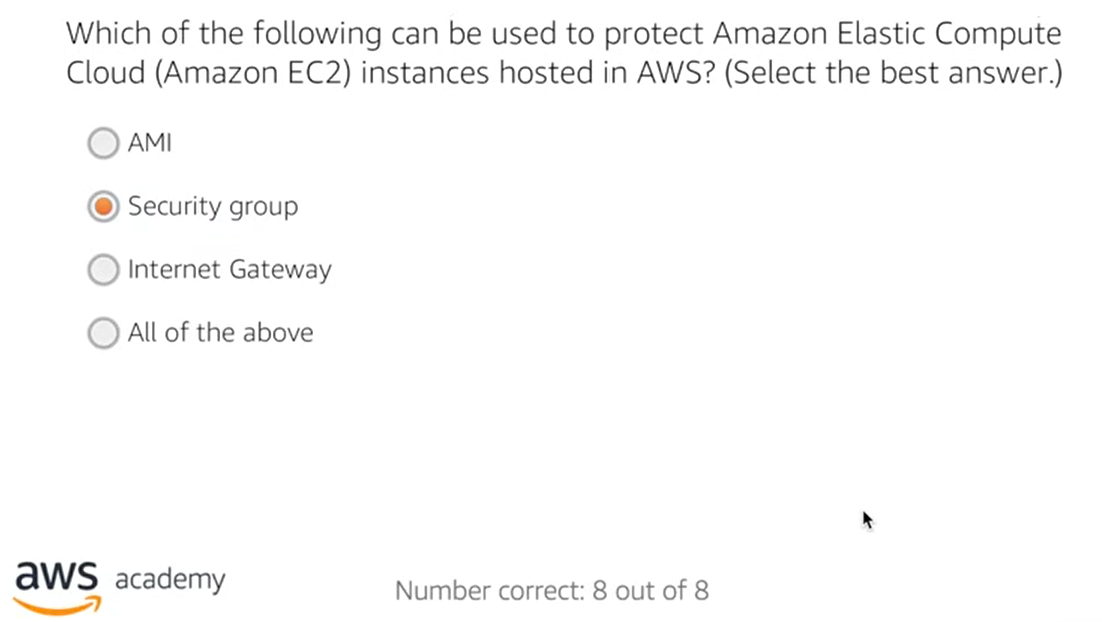 Which of the following can be used to protect Amazon Elastic Compute
Cloud (Amazon EC2) instances hosted in AWS? (Select the best answer.)
AMI
Security group
Internet Gateway
All of the above
aws academy
Number correct: 8 out of 8